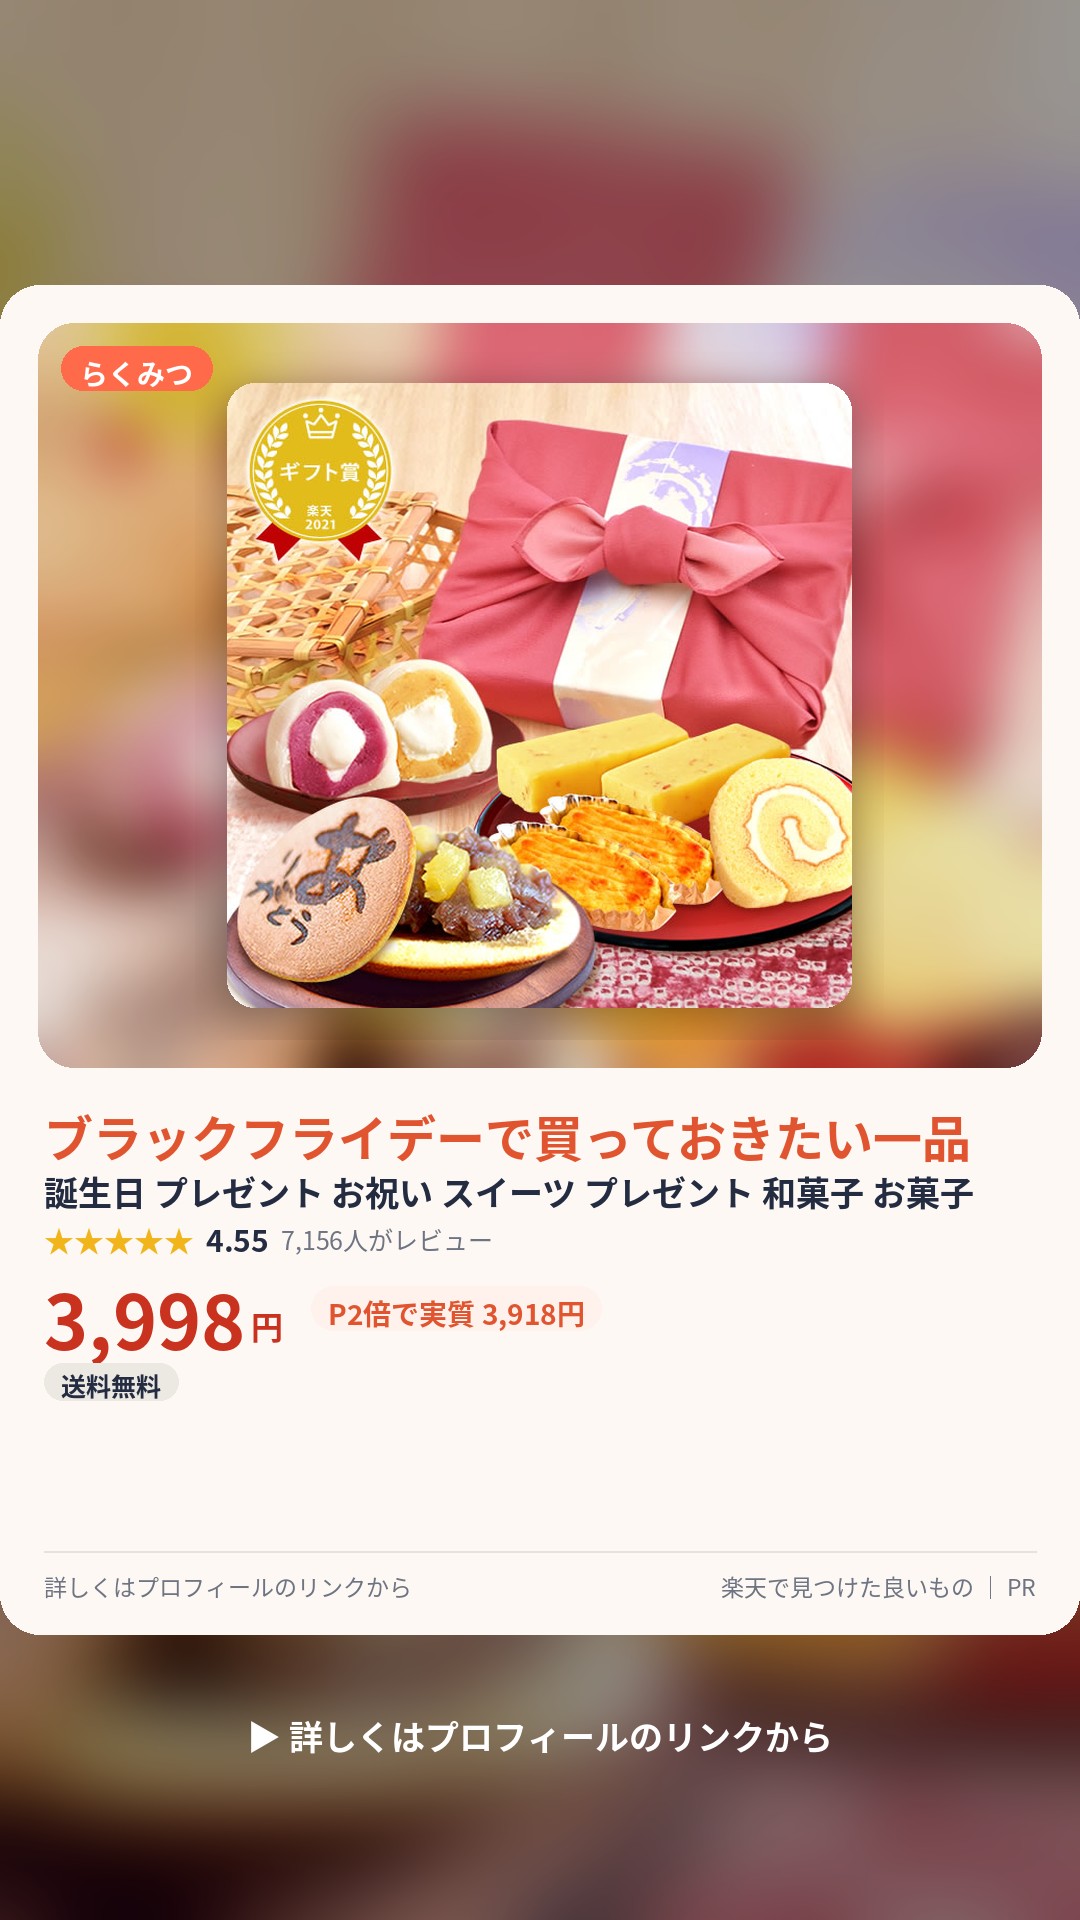 らくみつ
ギフト賞
楽天
2021
ありがとう
ブラックフライデーで買っておきたい一品
誕生日 プレゼント お祝い スイーツ プレゼント 和菓子 お菓子
★★★★★ 4.55 7,156人がレビュー
3,998円 P2倍で実質 3,918円
送料無料
詳しくはプロフィールのリンクから
楽天で見つけた良いもの ｜ PR
▶ 詳しくはプロフィールのリンクから